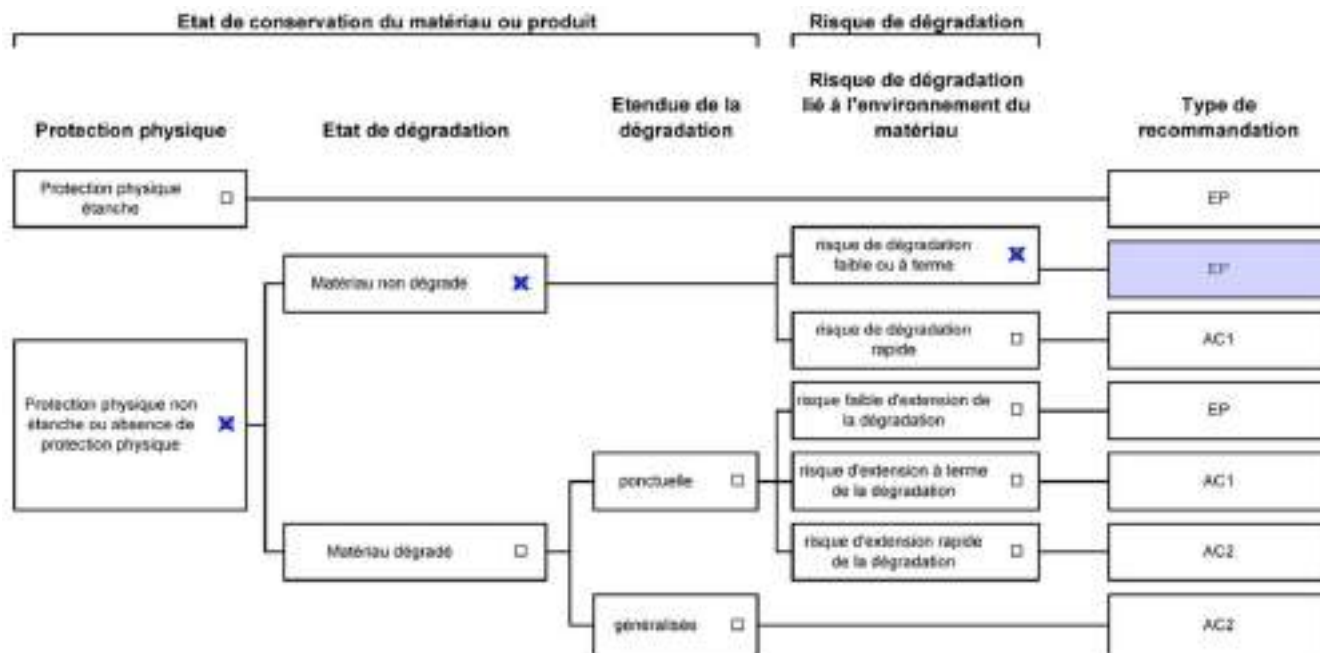 Etat de conservation du matériau ou produit
Risque de dégradation
Protection physique
Etat de dégradation
Etendue de la
dégradation
Risque de dégradation
lié à l'environnement du
matériau
Type de
recommandation
Protection physique
étanche
EP
Matériau non dégradé
risque de dégradation
faible ou à terme
EP
risque de dégradation
rapide
AC1
Protection physique non
étanche ou absence de
protection physique
risque faible d'extension de
la dégradation
EP
ponctuelle
risque d'extension à terme
de la dégradation
AC1
Matériau dégradé
risque d'extension rapide
de la dégradation
AC2
généralisée
AC2